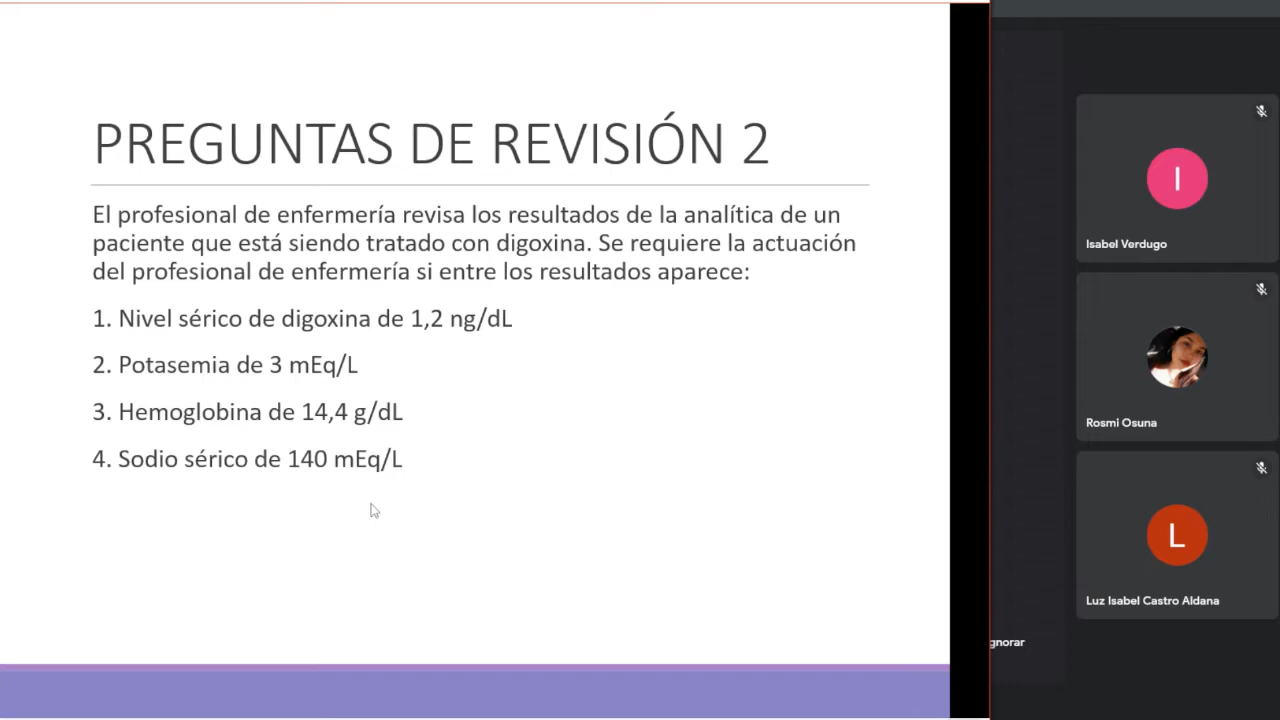 PREGUNTAS DE REVISIÓN 2
El profesional de enfermería revisa los resultados de la analítica de un
paciente que está siendo tratado con digoxina. Se requiere la actuación
del profesional de enfermería si entre los resultados aparece:
1. Nivel sérico de digoxina de 1,2 ng/dL
2. Potasemia de 3 mEq/L
3. Hemoglobina de 14,4 g/dL
4. Sodio sérico de 140 mEq/L
I
Isabel Verdugo
Rosmi Osuna
L
Luz Isabel Castro Aldana
gnorar